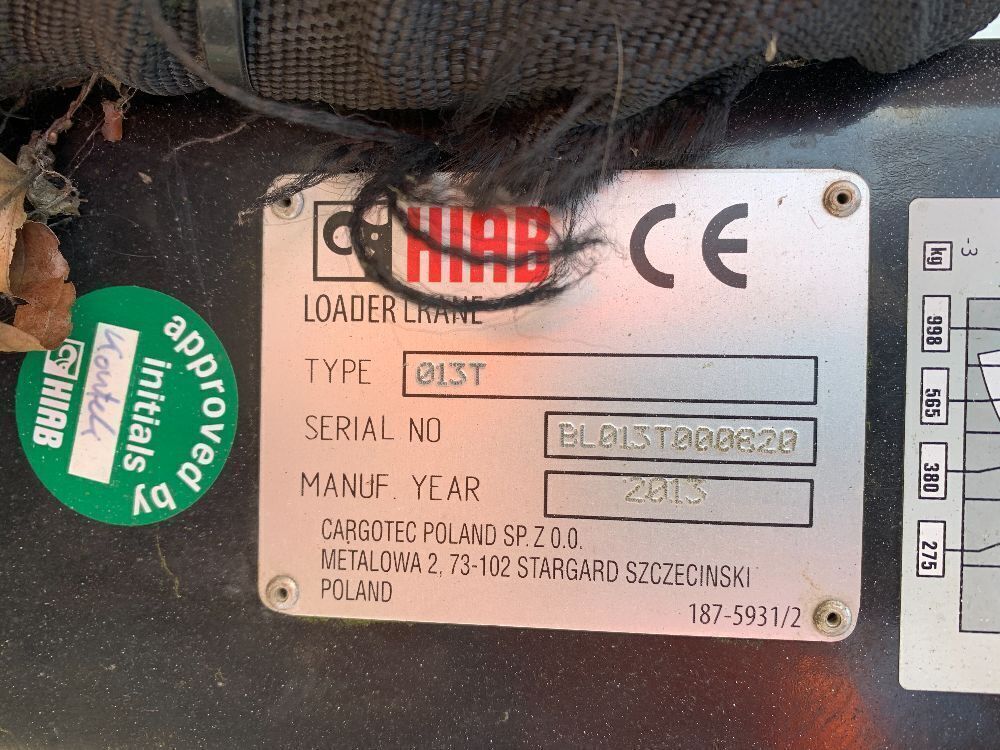 HIAB
CE
LOADER CRANE
TYPE 013T
SERIAL NO BL013T000820
MANUF. YEAR 2013
CARGOTEC POLAND SP. Z O.O.
METALOWA 2, 73-102 STARGARD SZCZECINSKI
POLAND
187-5931/2
approved by
initials
HIAB
kg
-3
998
565
380
275